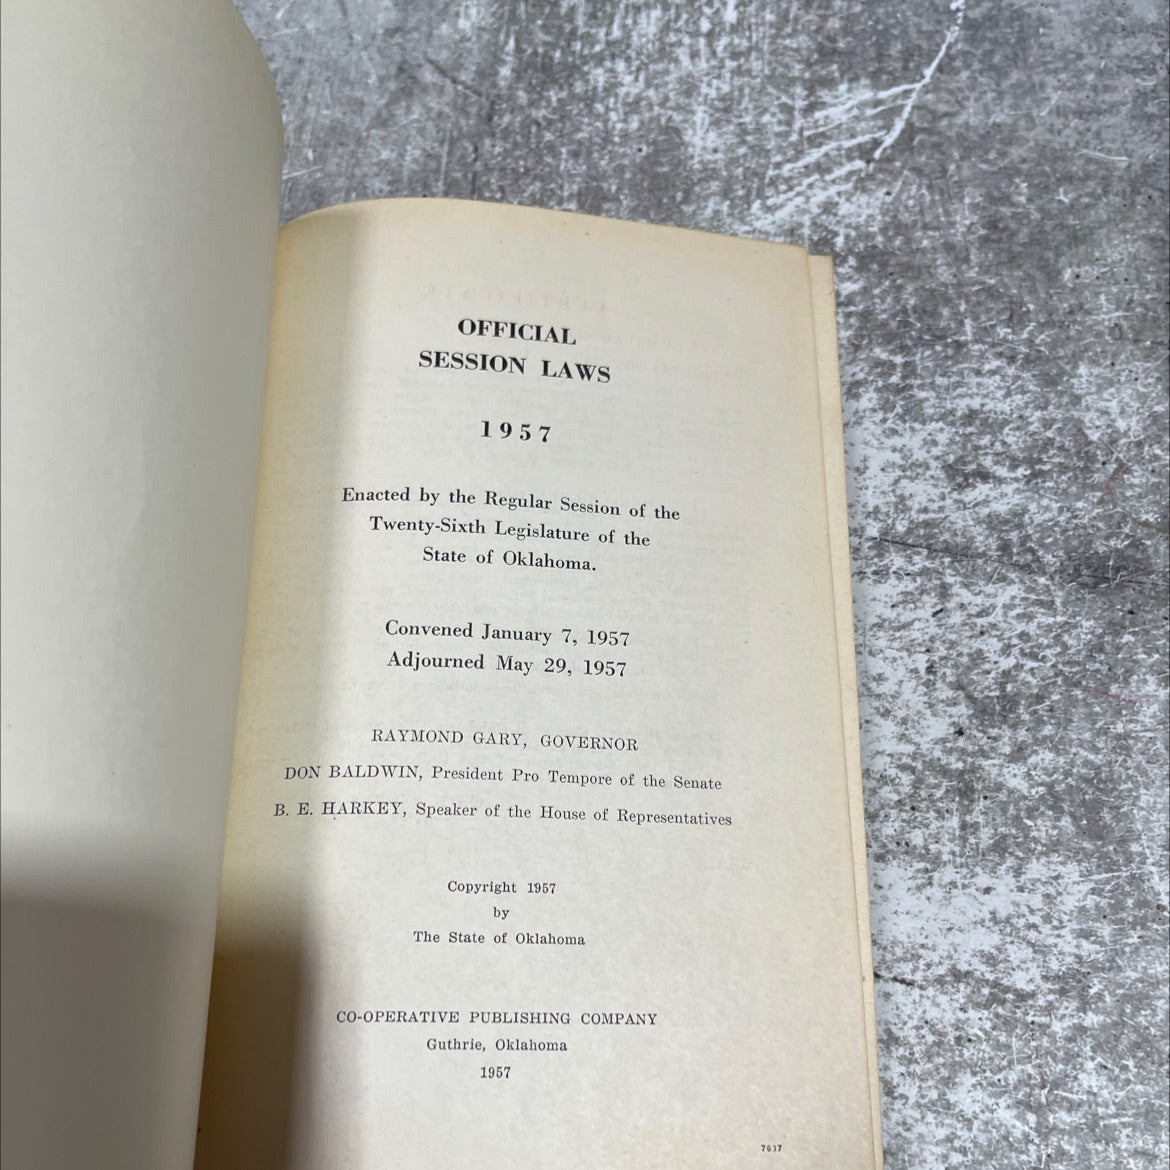 OFFICIAL
SESSION LAWS
1957
Enacted by the Regular Session of the
Twenty-Sixth Legislature of the
State of Oklahoma.
Convened January 7, 1957
Adjourned May 29, 1957
RAYMOND GARY, GOVERNOR
DON BALDWIN, President Pro Tempore of the Senate
B. E. HARKEY, Speaker of the House of Representatives
Copyright 1957
by
The State of Oklahoma
CO-OPERATIVE PUBLISHING COMPANY
Guthrie, Oklahoma
1957
7637